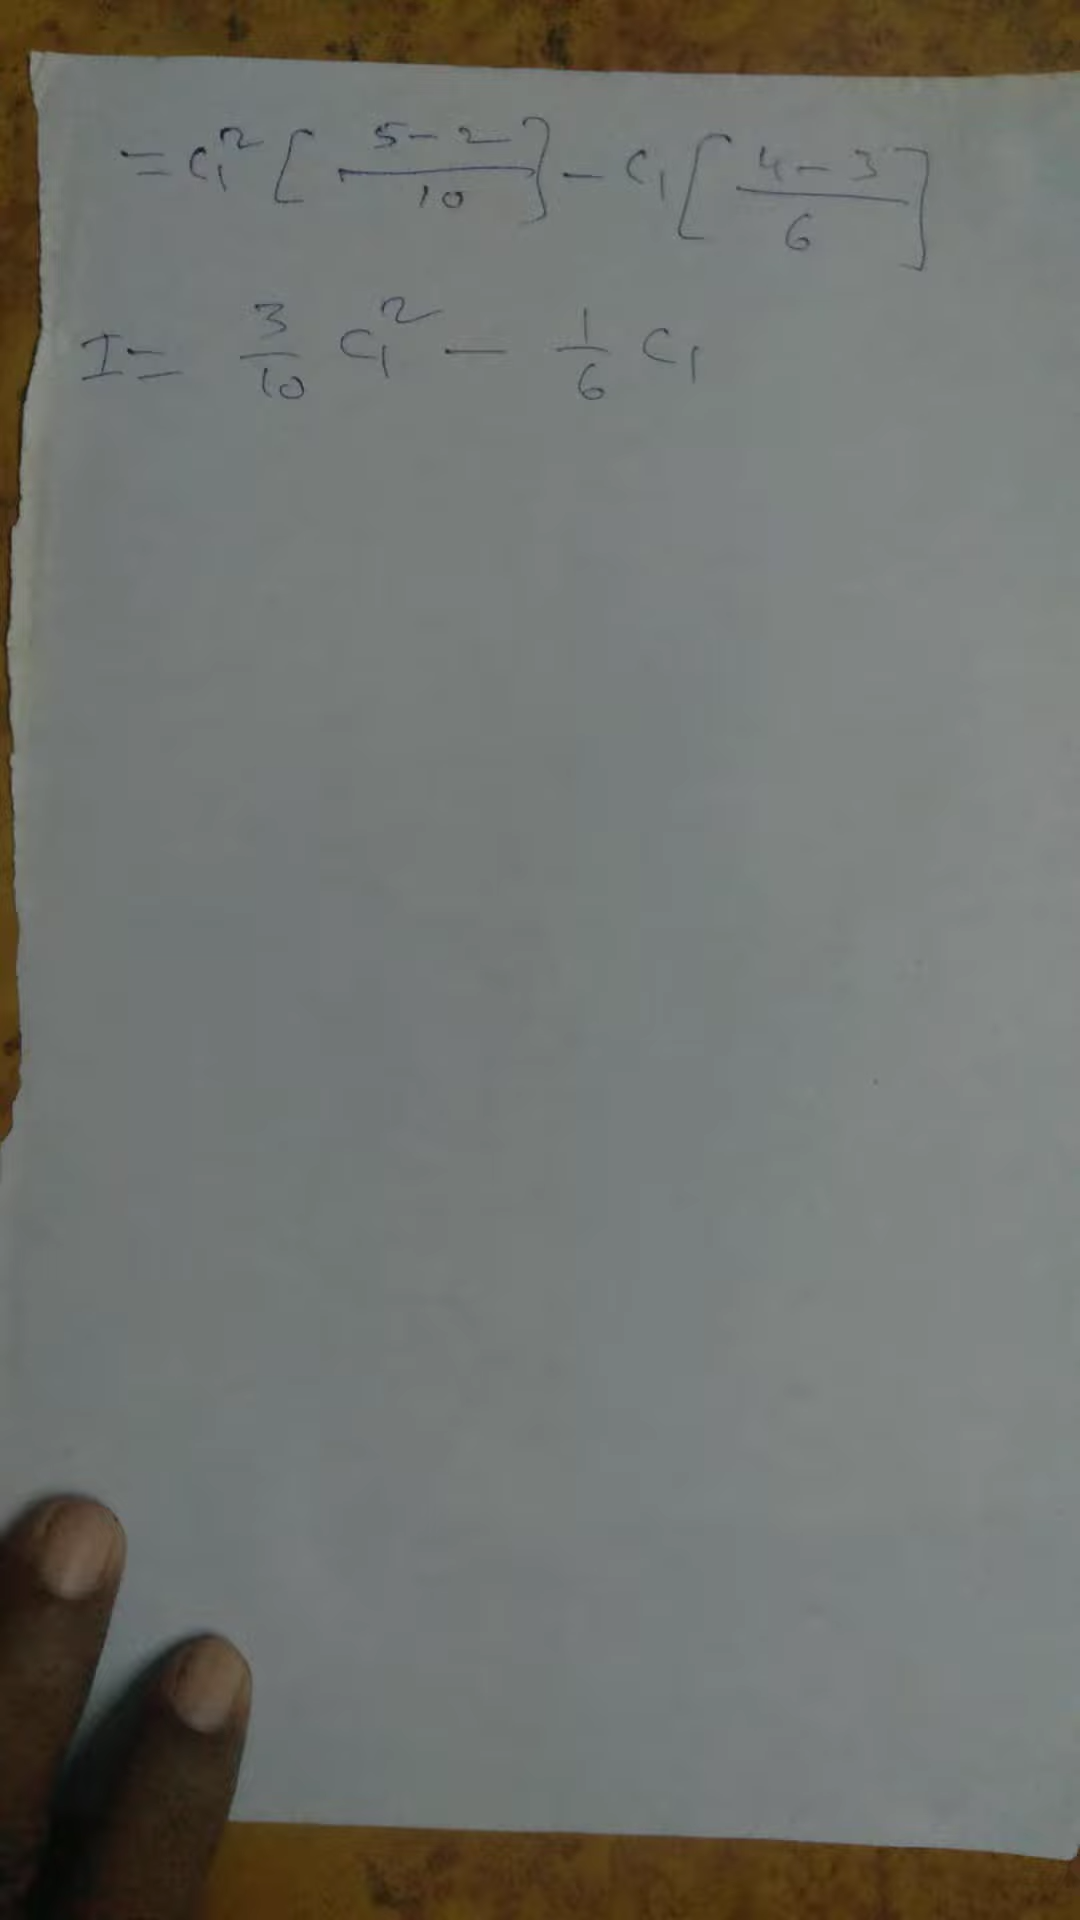 = C₁² [ (5-2)/10 ] - C₁ [ (4-3)/6 ]
I = 3/10 C₁² - 1/6 C₁